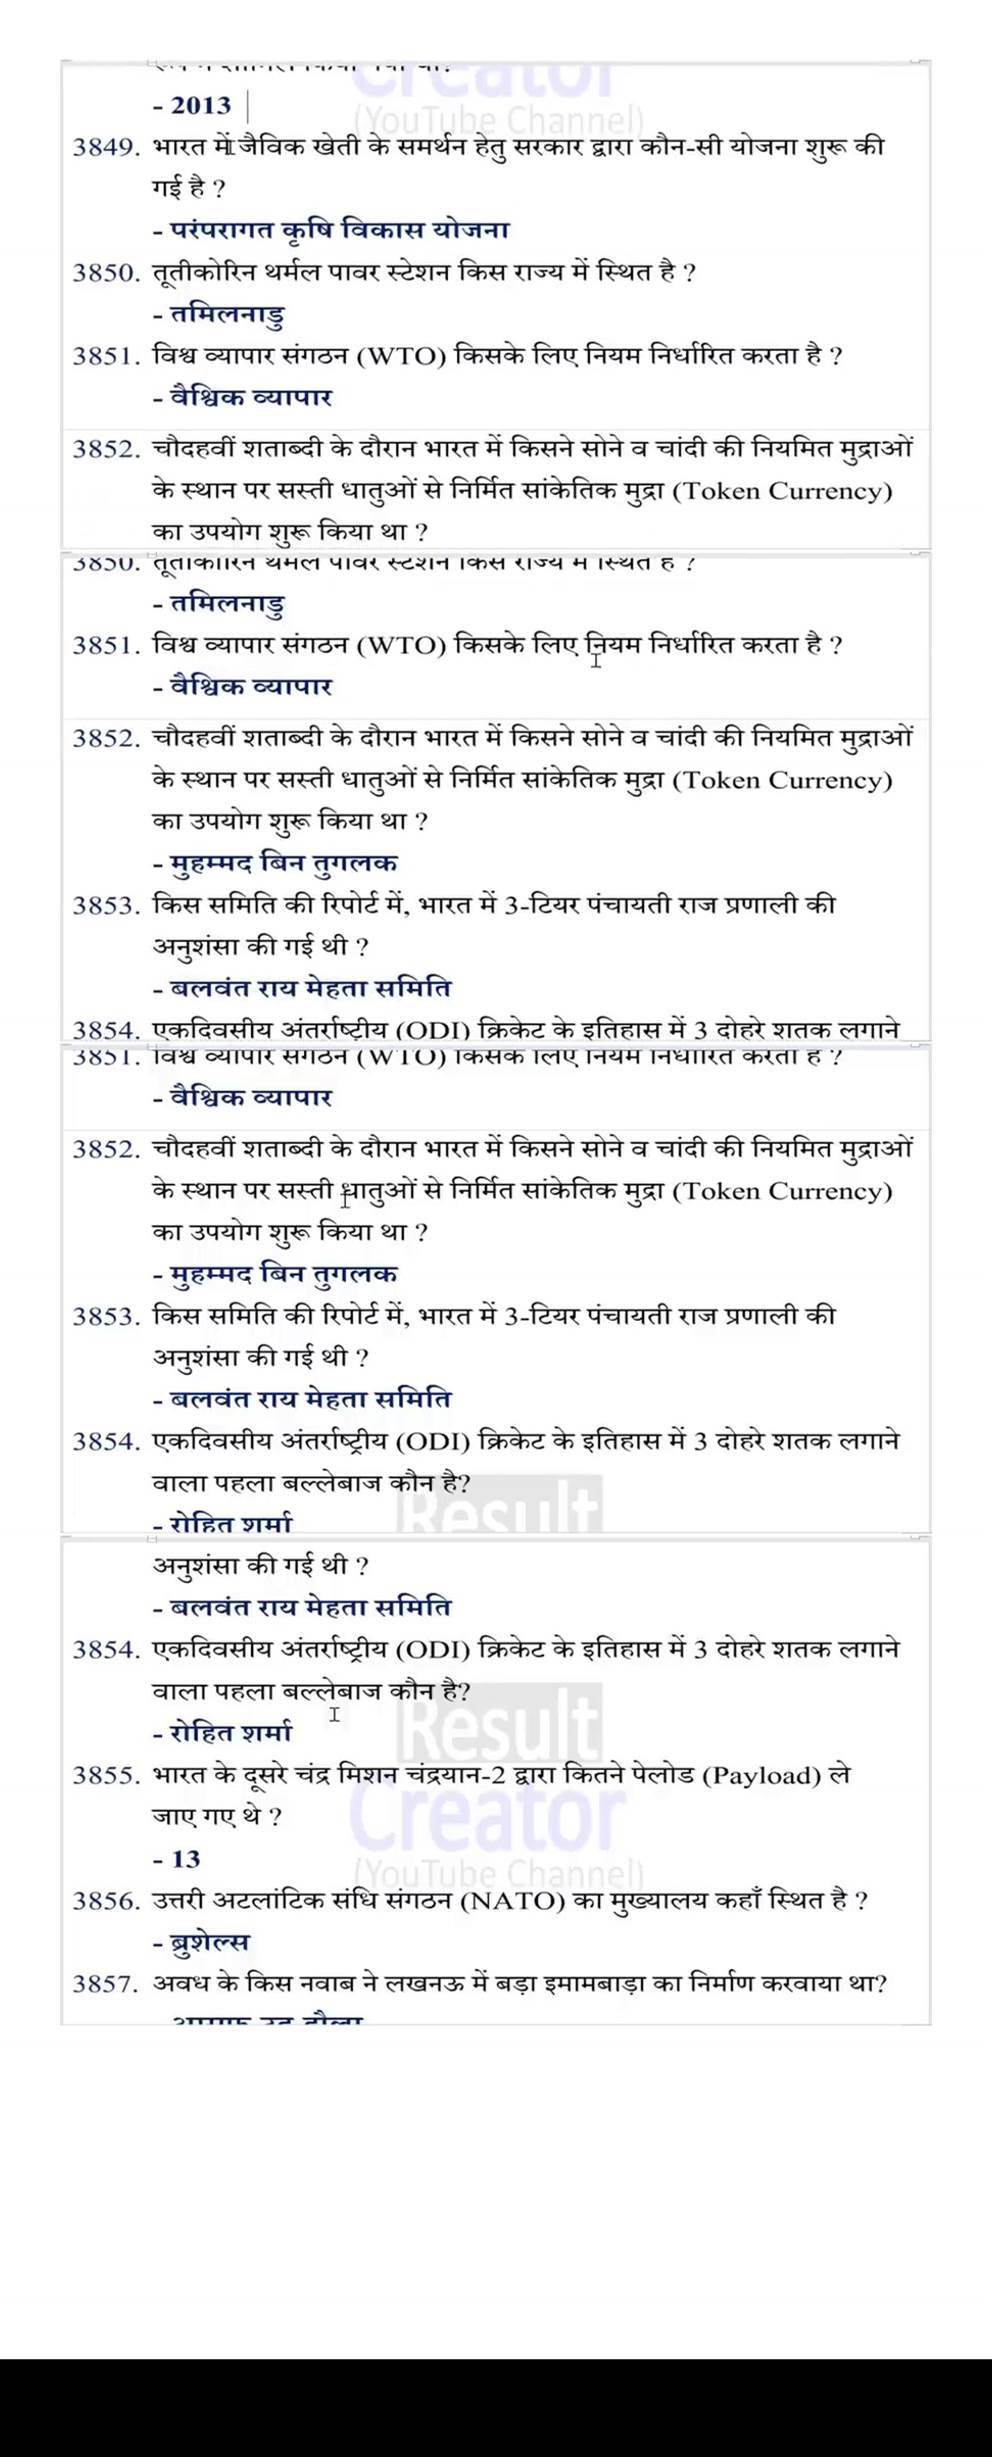 Creator
- 2013
(YouTube Channel)
3849. भारत में जैविक खेती के समर्थन हेतु सरकार द्वारा कौन-सी योजना शुरू की
गई है ?
- परंपरागत कृषि विकास योजना
3850. तूतीकोरिन थर्मल पावर स्टेशन किस राज्य में स्थित है ?
- तमिलनाडु
3851. विश्व व्यापार संगठन (WTO) किसके लिए नियम निर्धारित करता है ?
- वैश्विक व्यापार
3852. चौदहवीं शताब्दी के दौरान भारत में किसने सोने व चांदी की नियमित मुद्राओं
के स्थान पर सस्ती धातुओं से निर्मित सांकेतिक मुद्रा (Token Currency)
का उपयोग शुरू किया था ?
3850. तूतीकोरिन थर्मल पावर स्टेशन किस राज्य में स्थित है ?
- तमिलनाडु
3851. विश्व व्यापार संगठन (WTO) किसके लिए नियम निर्धारित करता है ?
- वैश्विक व्यापार
3852. चौदहवीं शताब्दी के दौरान भारत में किसने सोने व चांदी की नियमित मुद्राओं
के स्थान पर सस्ती धातुओं से निर्मित सांकेतिक मुद्रा (Token Currency)
का उपयोग शुरू किया था ?
- मुहम्मद बिन तुगलक
3853. किस समिति की रिपोर्ट में, भारत में 3-टियर पंचायती राज प्रणाली की
अनुशंसा की गई थी ?
- बलवंत राय मेहता समिति
3854. एकदिवसीय अंतर्राष्ट्रीय (ODI) क्रिकेट के इतिहास में 3 दोहरे शतक लगाने
3851. विश्व व्यापार संगठन (WTO) किसके लिए नियम निर्धारित करता है ?
- वैश्विक व्यापार
3852. चौदहवीं शताब्दी के दौरान भारत में किसने सोने व चांदी की नियमित मुद्राओं
के स्थान पर सस्ती धातुओं से निर्मित सांकेतिक मुद्रा (Token Currency)
का उपयोग शुरू किया था ?
- मुहम्मद बिन तुगलक
3853. किस समिति की रिपोर्ट में, भारत में 3-टियर पंचायती राज प्रणाली की
अनुशंसा की गई थी ?
- बलवंत राय मेहता समिति
3854. एकदिवसीय अंतर्राष्ट्रीय (ODI) क्रिकेट के इतिहास में 3 दोहरे शतक लगाने
वाला पहला बल्लेबाज कौन है?
Result
- रोहित शर्मा
अनुशंसा की गई थी ?
- बलवंत राय मेहता समिति
3854. एकदिवसीय अंतर्राष्ट्रीय (ODI) क्रिकेट के इतिहास में 3 दोहरे शतक लगाने
वाला पहला बल्लेबाज कौन है?
Result
- रोहित शर्मा
3855. भारत के दूसरे चंद्र मिशन चंद्रयान-2 द्वारा कितने पेलोड (Payload) ले
जाए गए थे ?
Creator
- 13
(YouTube Channel)
3856. उत्तरी अटलांटिक संधि संगठन (NATO) का मुख्यालय कहाँ स्थित है ?
- ब्रुशेल्स
3857. अवध के किस नवाब ने लखनऊ में बड़ा इमामबाड़ा का निर्माण करवाया था?